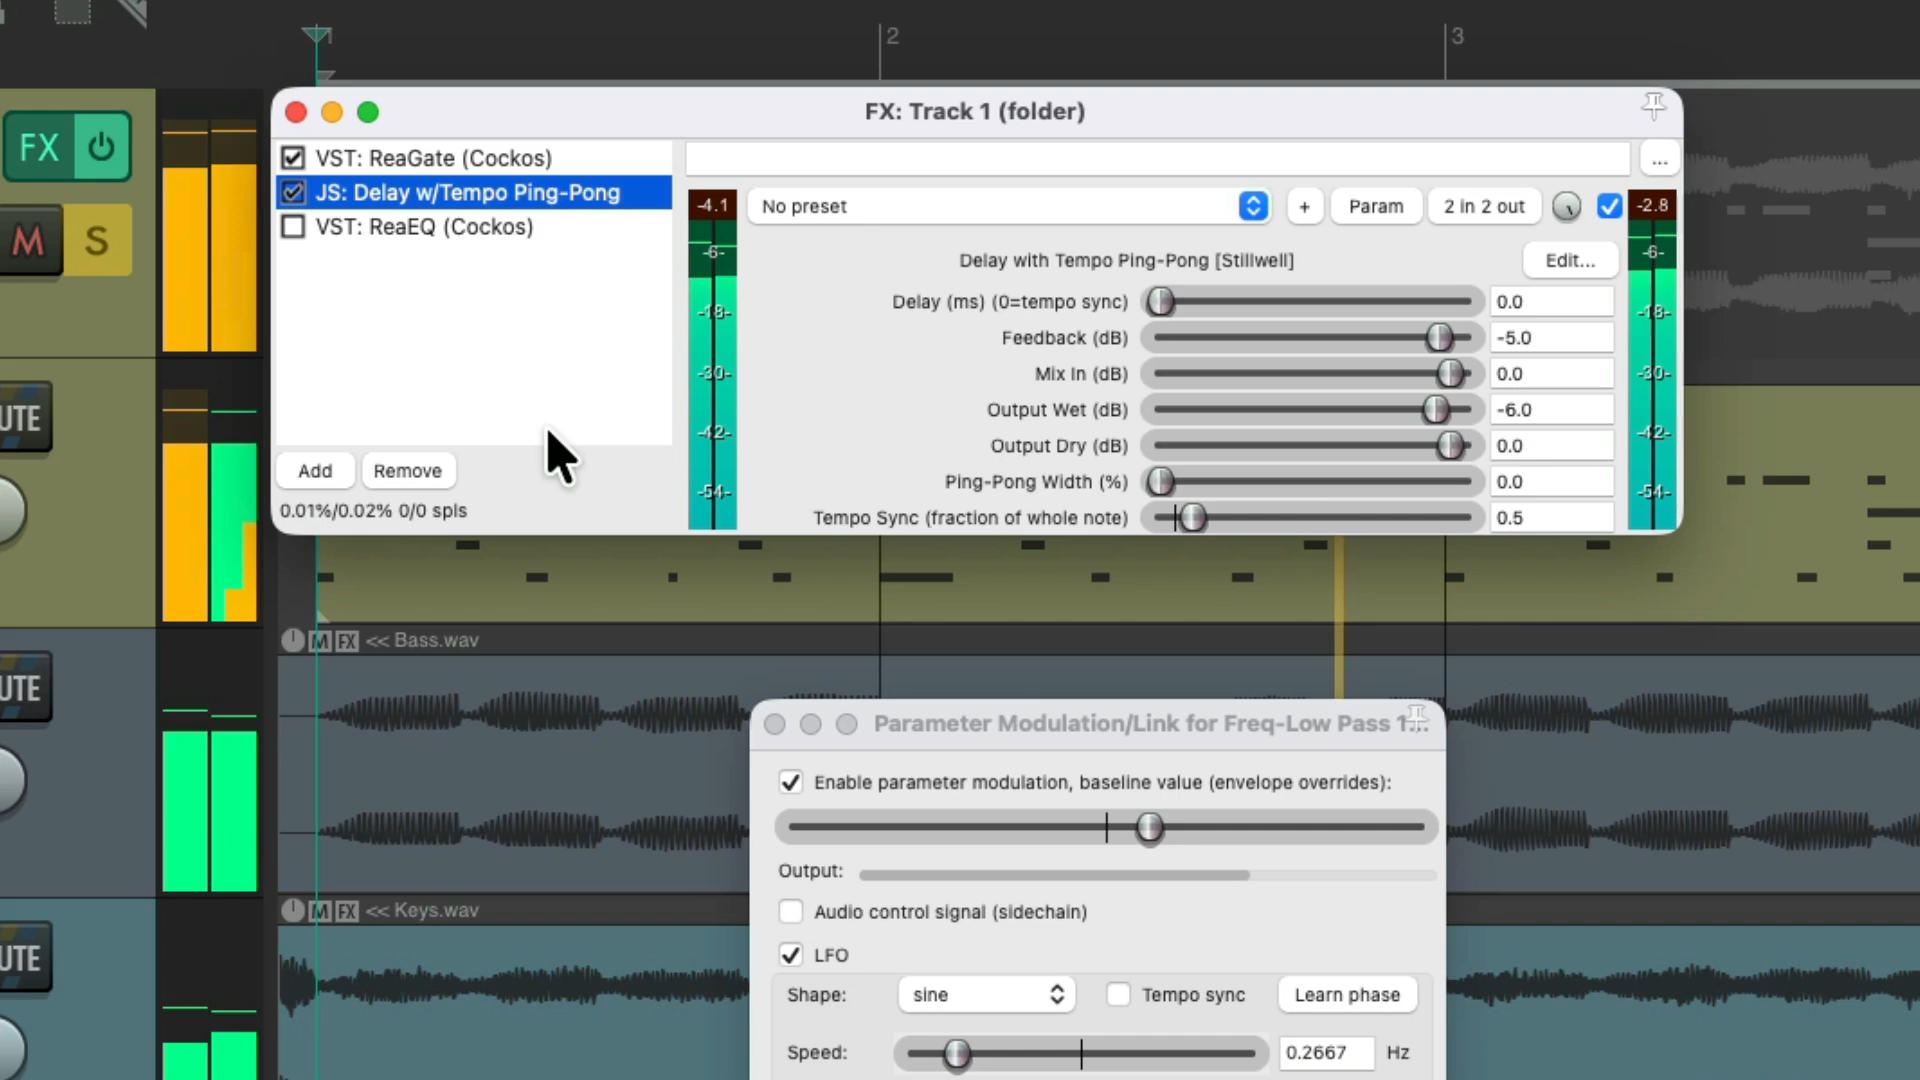 1
2
3
FX: Track 1 (folder)
FX
VST: ReaGate (Cockos)
...
JS: Delay w/Tempo Ping-Pong
-4.1
No preset
+
Param
2 in 2 out
-2.8
VST: ReaEQ (Cockos)
M
S
-6-
-6-
Delay with Tempo Ping-Pong [Stillwell]
Edit...
Delay (ms) (0=tempo sync)
0.0
-18-
-18-
Feedback (dB)
-5.0
Mix In (dB)
0.0
-30-
-30-
Output Wet (dB)
-6.0
UTE
-42-
-42-
Output Dry (dB)
0.0
Add
Remove
Ping-Pong Width (%)
0.0
-54-
-54-
0.01%/0.02% 0/0 spls
Tempo Sync (fraction of whole note)
0.5
M FX << Bass.wav
UTE
Parameter Modulation/Link for Freq-Low Pass 1...
Enable parameter modulation, baseline value (envelope overrides):
Output:
M FX << Keys.wav
Audio control signal (sidechain)
UTE
LFO
Shape:
sine
Tempo sync
Learn phase
Speed:
0.2667
Hz